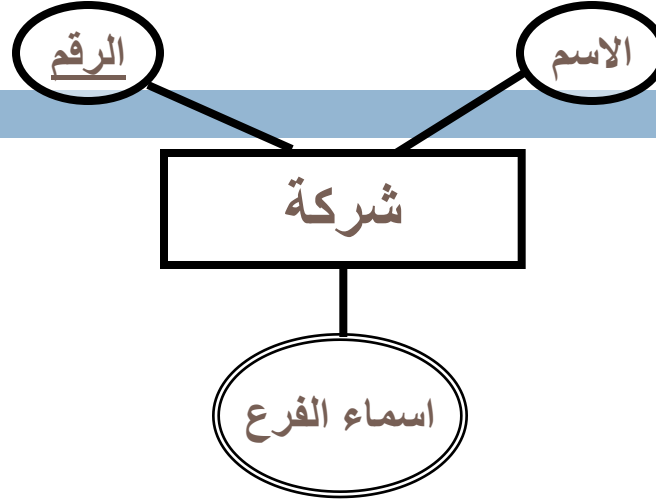 الاسم
الرقم
شركة
اسماء الفرع